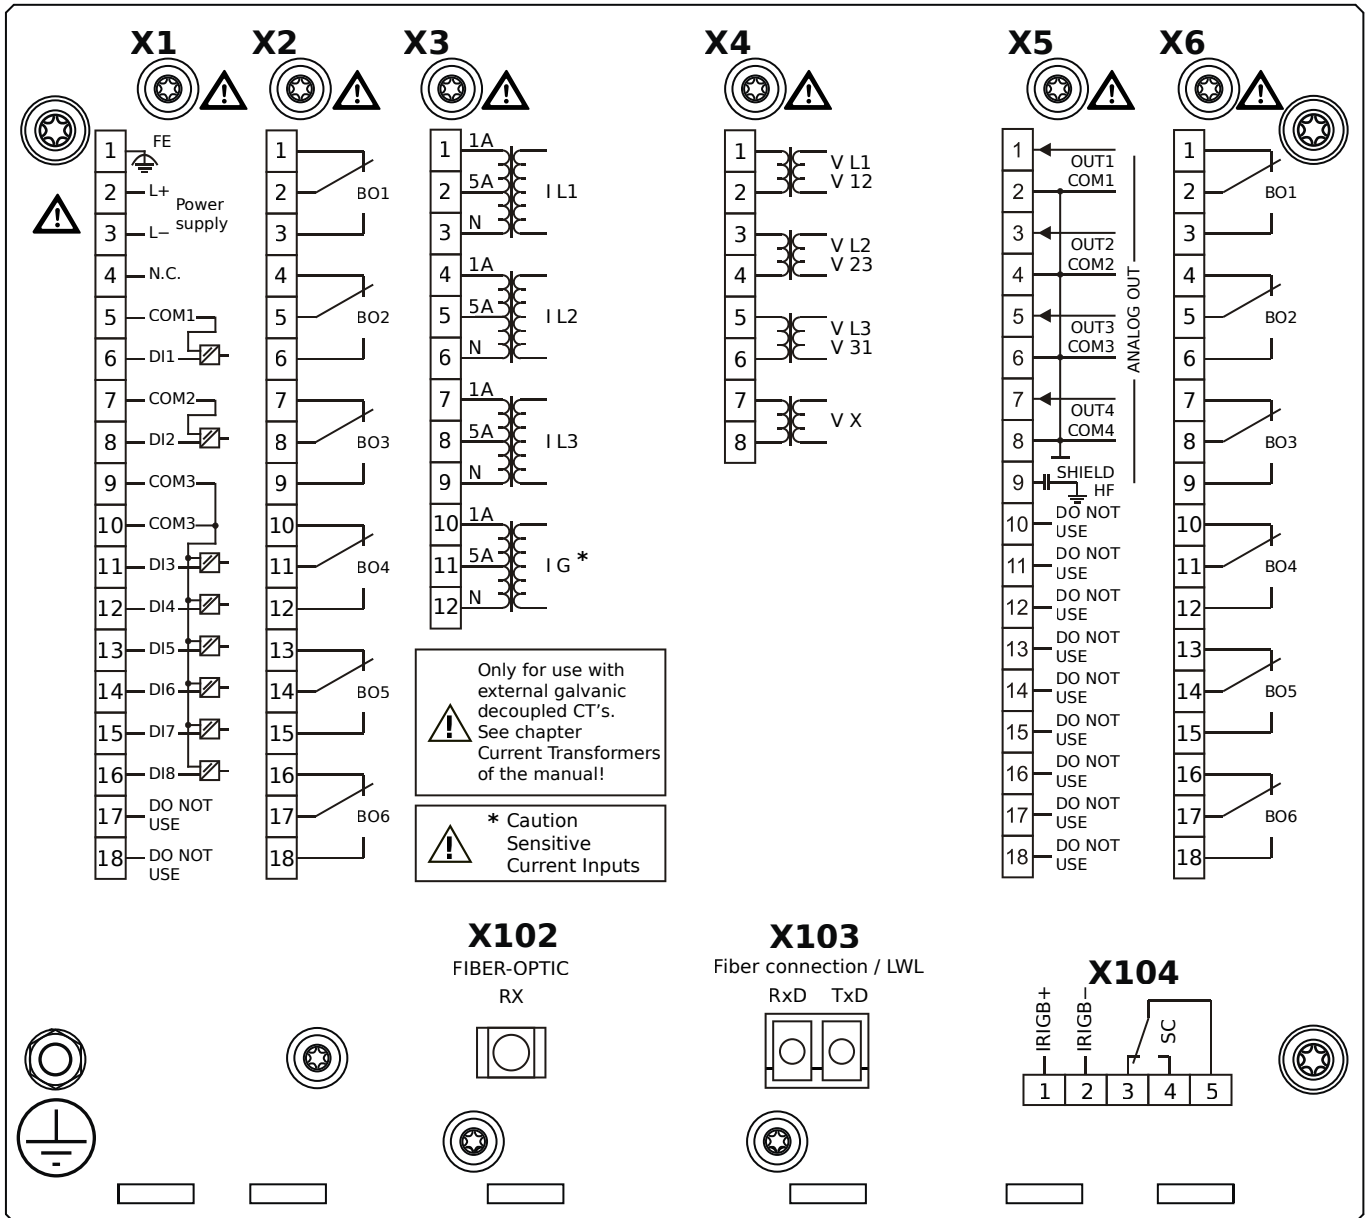 X1
X2
X3
X4
X5
X6
1
FE
2
L+
Power
supply
3
L−
4
N.C.
5
COM1
6
DI1
7
COM2
8
DI2
9
COM3
10
COM3
11
DI3
12
DI4
13
DI5
14
DI6
15
DI7
16
DI8
17
DO NOT
USE
18
DO NOT
USE
1
2
BO1
3
4
5
BO2
6
7
8
BO3
9
10
11
BO4
12
13
14
BO5
15
16
17
BO6
18
1
1A
2
5A
I L1
3
N
4
1A
5
5A
I L2
6
N
7
1A
8
5A
I L3
9
N
10
1A
11
5A
I G *
12
N
Only for use with
external galvanic
decoupled CT's.
See chapter
Current Transformers
of the manual!
* Caution
Sensitive
Current Inputs
1
2
V L1
V 12
3
4
V L2
V 23
5
6
V L3
V 31
7
8
V X
1
OUT1
2
COM1
3
OUT2
4
COM2
5
OUT3
6
COM3
7
OUT4
8
COM4
ANALOG OUT
9
SHIELD
HF
10
DO NOT
USE
11
DO NOT
USE
12
DO NOT
USE
13
DO NOT
USE
14
DO NOT
USE
15
DO NOT
USE
16
DO NOT
USE
17
DO NOT
USE
18
DO NOT
USE
1
2
BO1
3
4
5
BO2
6
7
8
BO3
9
10
11
BO4
12
13
14
BO5
15
16
17
BO6
18
X102
FIBER-OPTIC
RX
X103
Fiber connection / LWL
RxD TxD
X104
IRIGB+
IRIGB−
SC
1 2 3 4 5